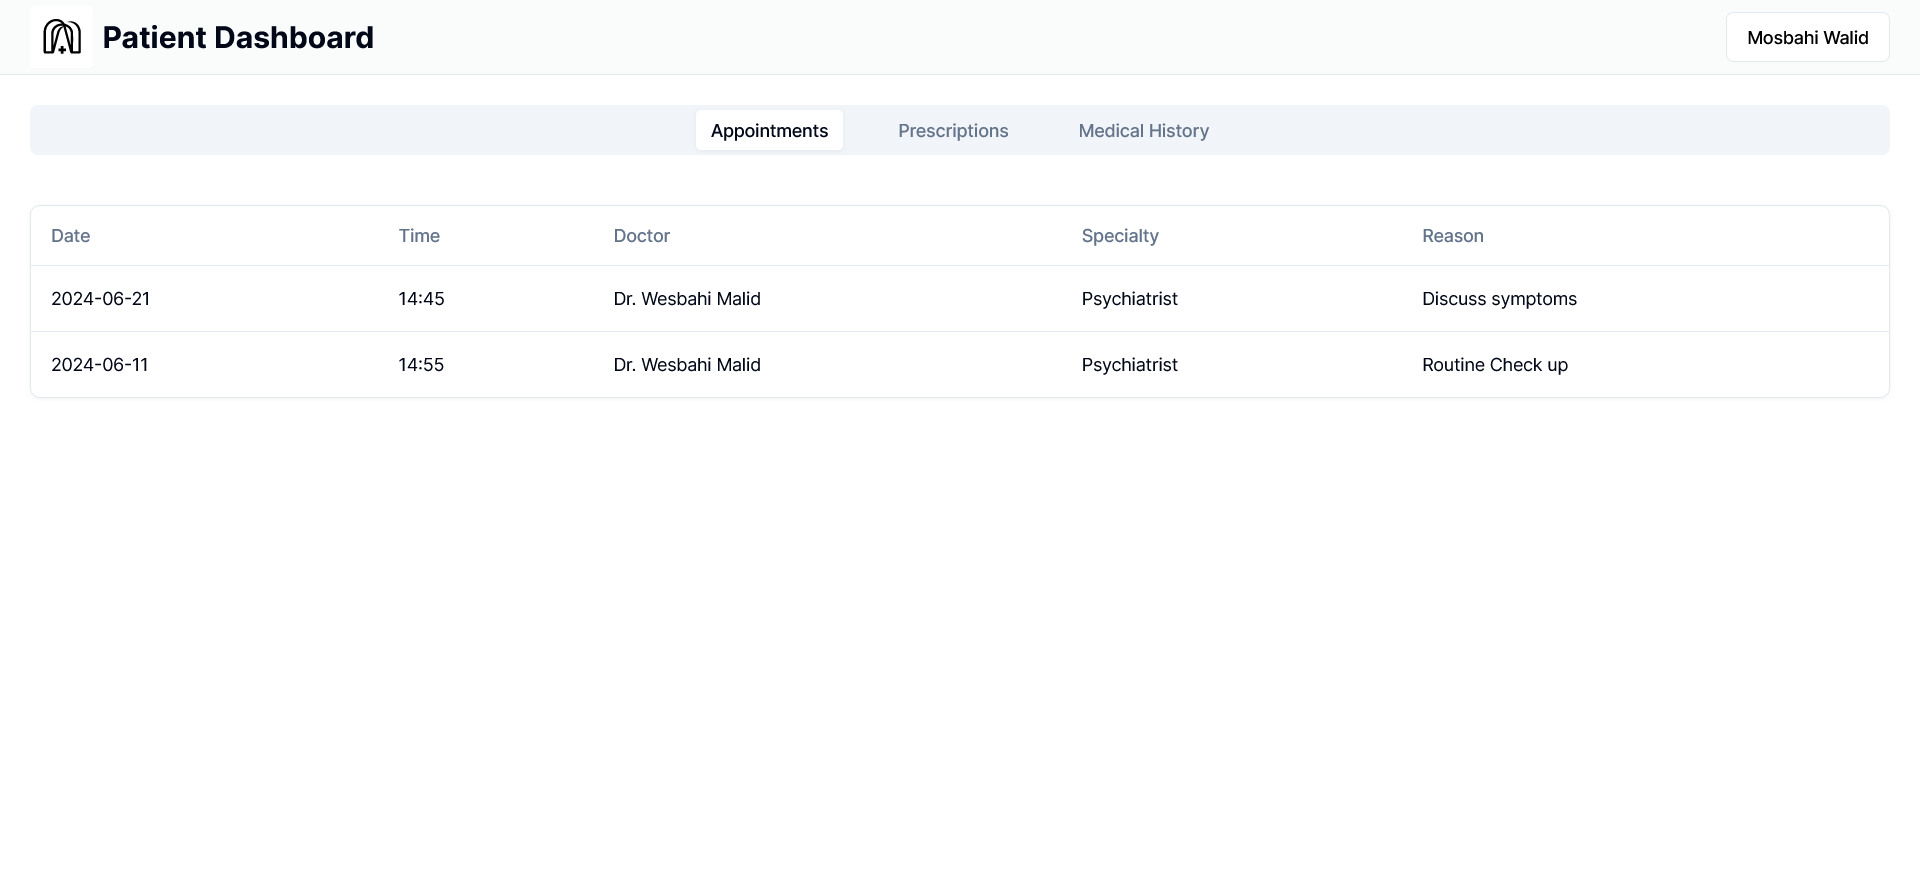 Patient Dashboard
Mosbahi Walid
Appointments Prescriptions Medical History
Date Time Doctor Specialty Reason
2024-06-21 14:45 Dr. Wesbahi Malid Psychiatrist Discuss symptoms
2024-06-11 14:55 Dr. Wesbahi Malid Psychiatrist Routine Check up